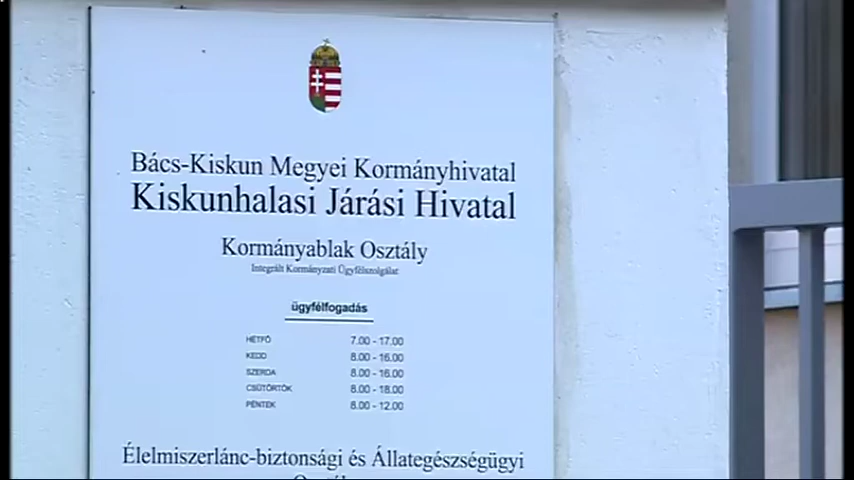 Bács-Kiskun Megyei Kormányhivatal
Kiskunhalasi Járási Hivatal
Kormányablak Osztály
Integrált Kormányzati Ügyfélszolgálat
ügyfélfogadás
HÉTFŐ 7.00 - 17.00
KEDD 8.00 - 16.00
SZERDA 8.00 - 16.00
CSÜTÖRTÖK 8.00 - 18.00
PÉNTEK 8.00 - 12.00
Élelmiszerlánc-biztonsági és Állategészségügyi